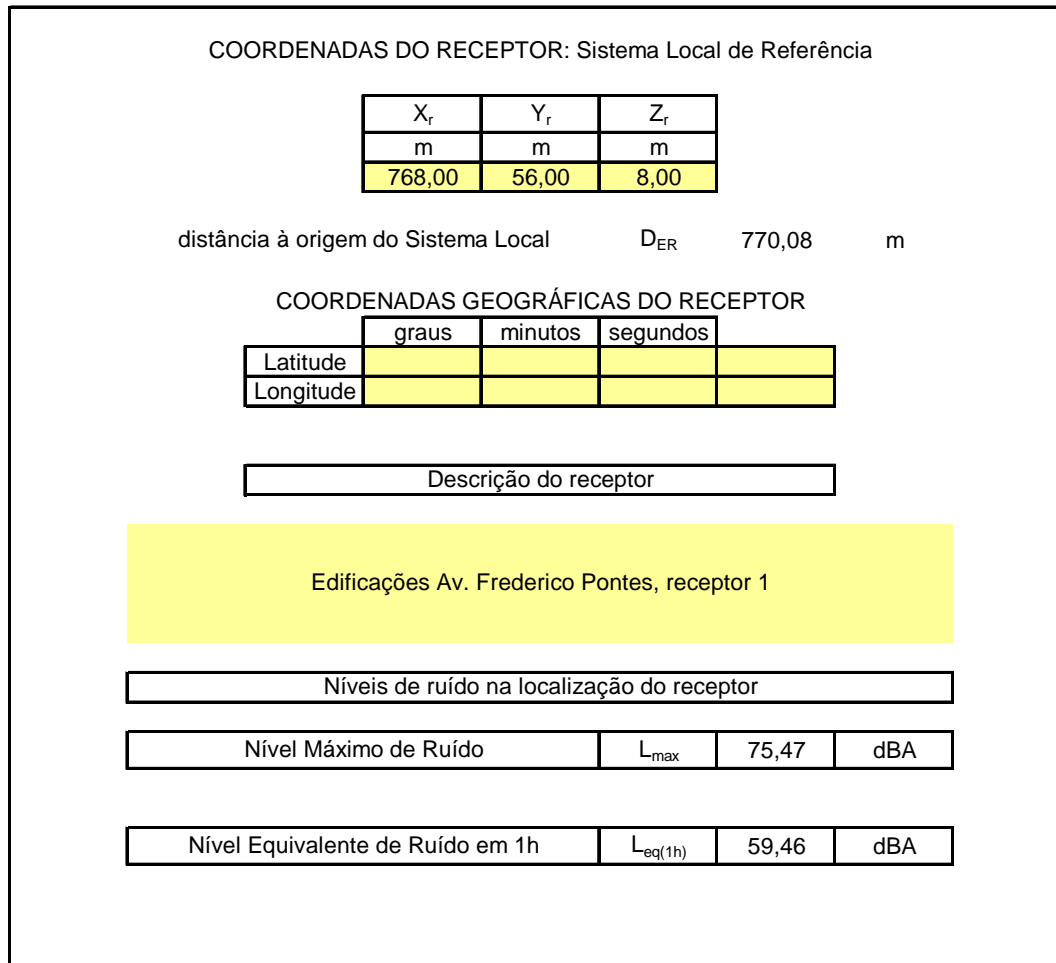 COORDENADAS DO RECEPTOR: Sistema Local de Referência
Xr Yr Zr
m m m
768,00 56,00 8,00
distância à origem do Sistema Local DER 770,08 m
COORDENADAS GEOGRÁFICAS DO RECEPTOR
graus minutos segundos
Latitude
Longitude
Descrição do receptor
Edificações Av. Frederico Pontes, receptor 1
Níveis de ruído na localização do receptor
Nível Máximo de Ruído Lmax 75,47 dBA
Nível Equivalente de Ruído em 1h Leq(1h) 59,46 dBA